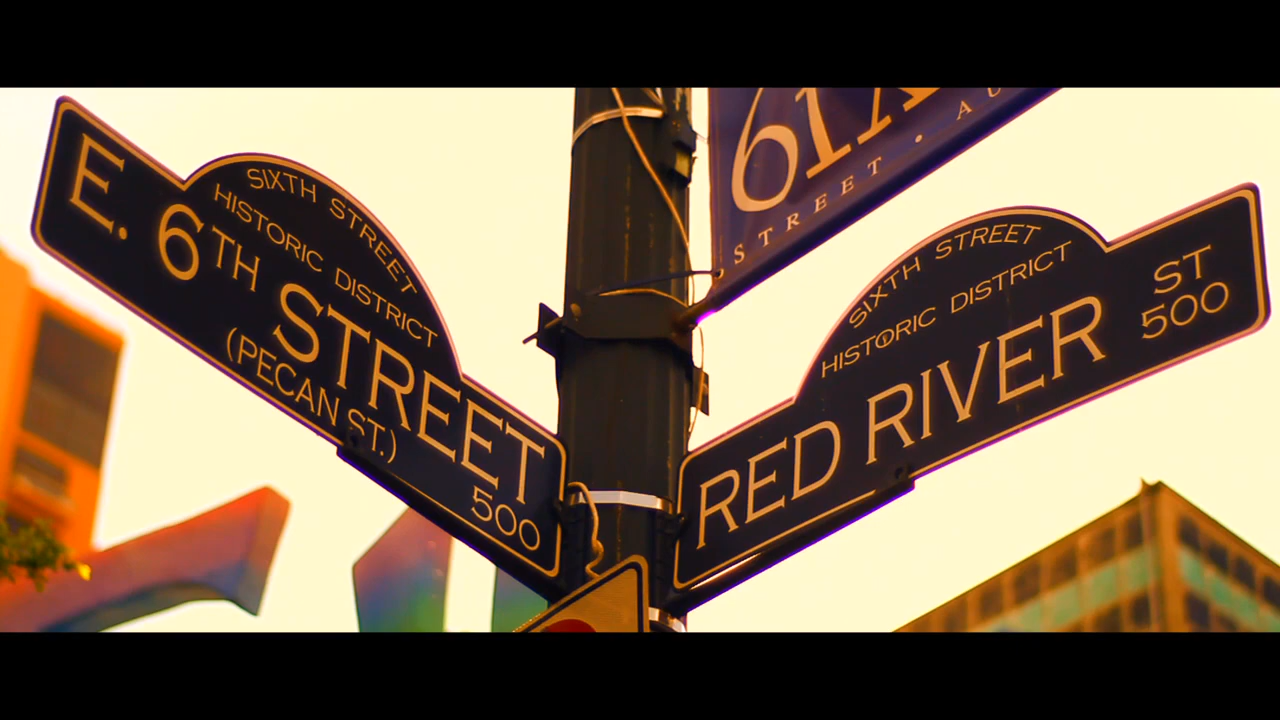 SIXTH STREET
HISTORIC DISTRICT
E. 6TH STREET
(PECAN ST.)
500
STREET •
SIXTH STREET
HISTORIC DISTRICT
RED RIVER ST
500